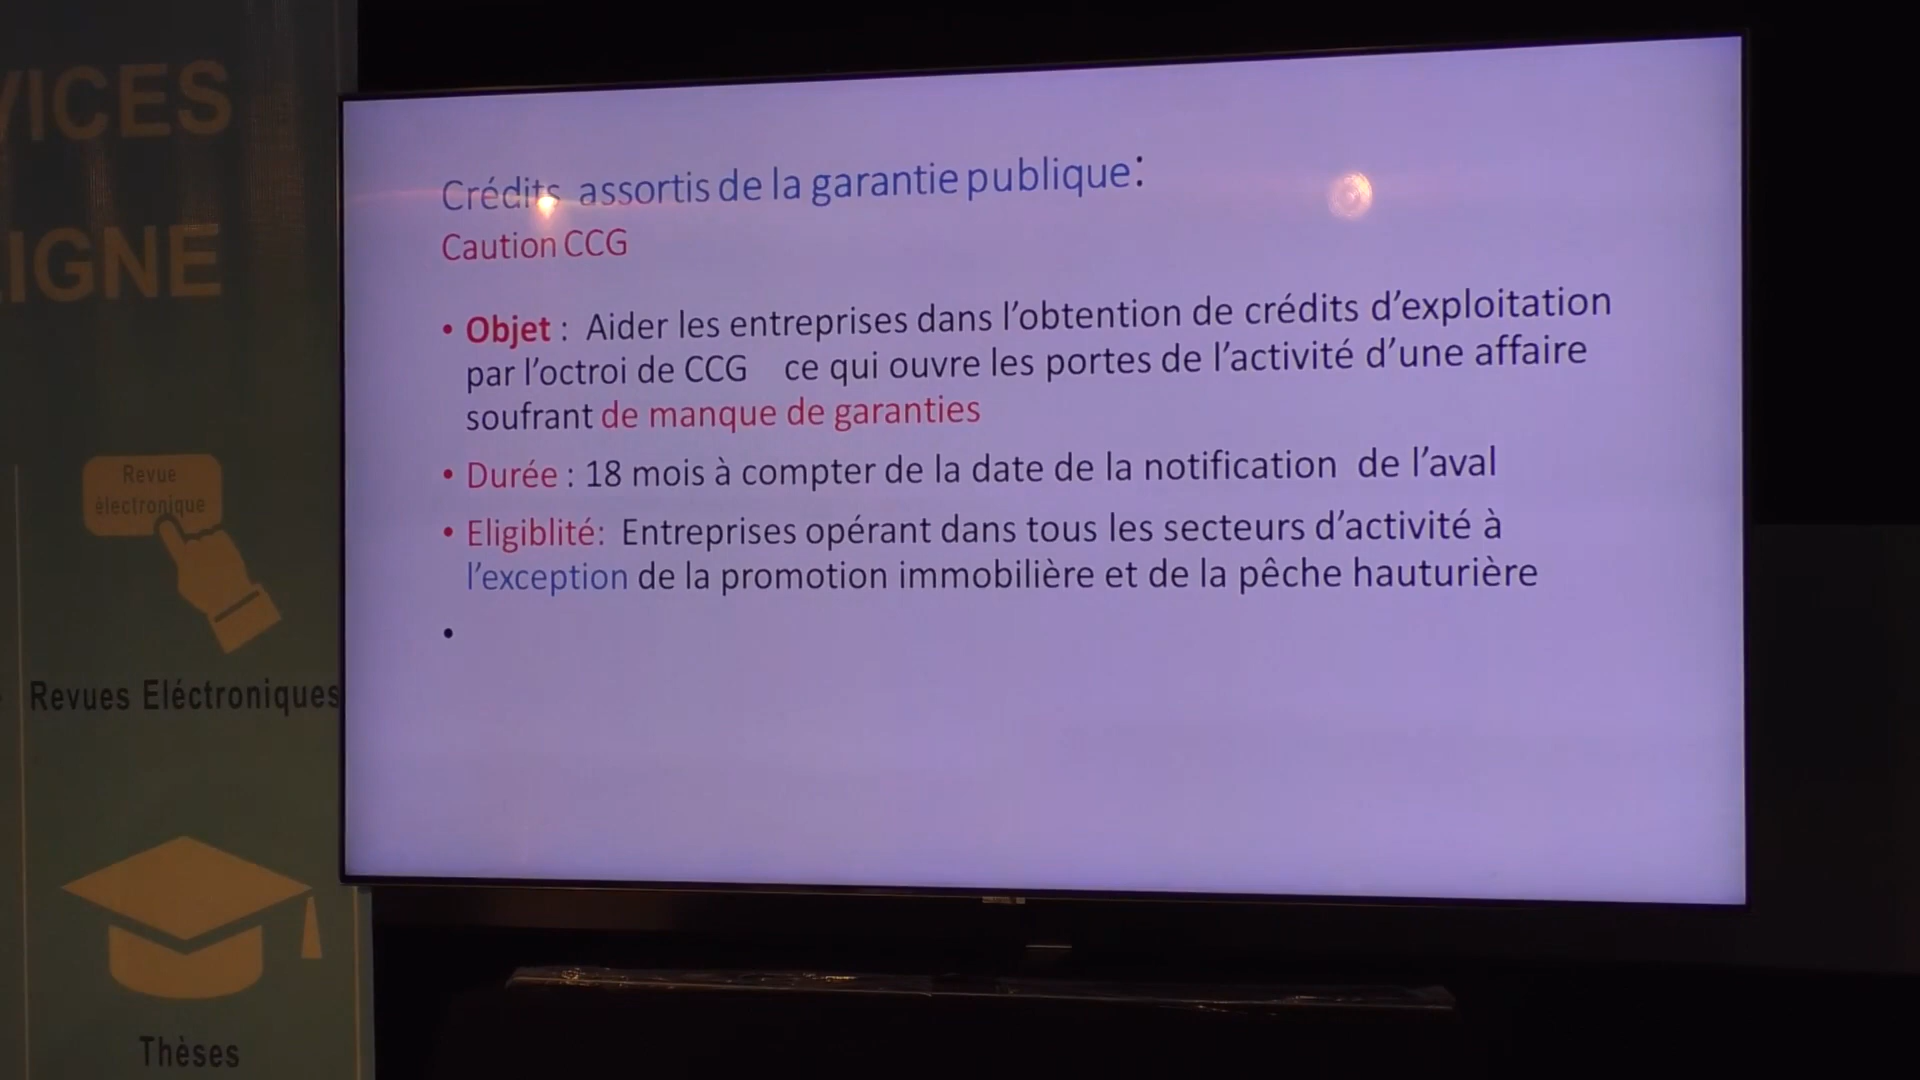 VICES
IGNE
Revue
électronique
Revues Eléctroniques
Thèses
Crédits assortis de la garantie publique:
Caution CCG
• Objet : Aider les entreprises dans l'obtention de crédits d'exploitation
par l'octroi de CCG ce qui ouvre les portes de l'activité d'une affaire
soufrant de manque de garanties
• Durée : 18 mois à compter de la date de la notification de l'aval
• Eligiblité: Entreprises opérant dans tous les secteurs d'activité à
l'exception de la promotion immobilière et de la pêche hauturière
•